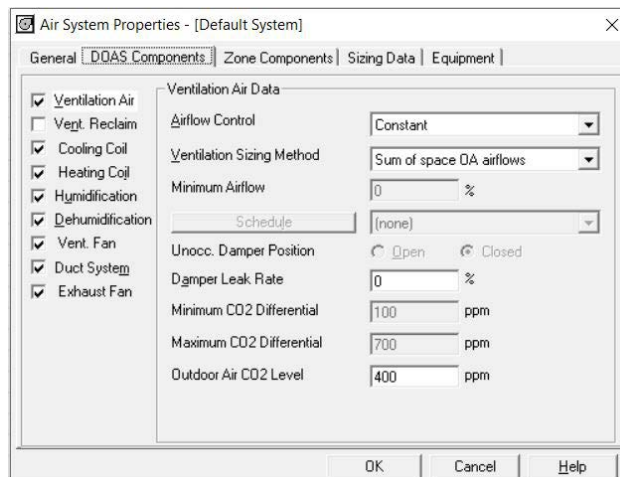 Air System Properties - [Default System]
General DOAS Components Zone Components Sizing Data Equipment
Ventilation Air
Vent. Reclaim
Cooling Coil
Heating Coil
Humidification
Dehumidification
Vent. Fan
Duct System
Exhaust Fan
Ventilation Air Data
Airflow Control Constant
Ventilation Sizing Method Sum of space OA airflows
Minimum Airflow 0 %
Schedule (none)
Unocc. Damper Position Open Closed
Damper Leak Rate 0 %
Minimum CO2 Differential 100 ppm
Maximum CO2 Differential 700 ppm
Outdoor Air CO2 Level 400 ppm
OK Cancel Help